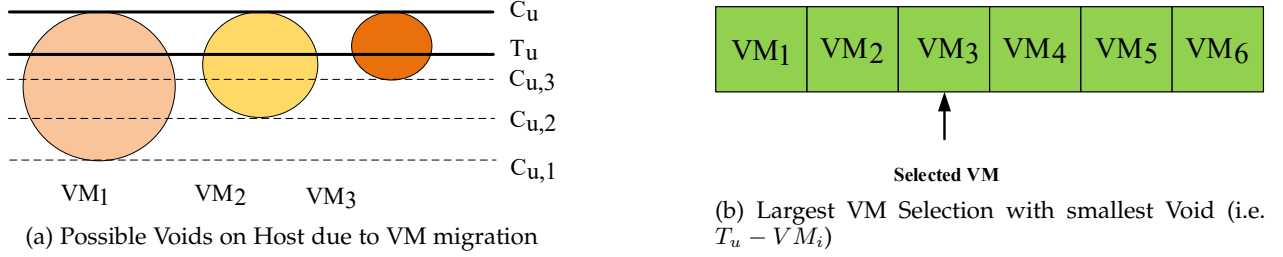 Cu
Tu
Cu,3
Cu,2
Cu,1
VM1 VM2 VM3
(a) Possible Voids on Host due to VM migration
VM1 VM2 VM3 VM4 VM5 VM6
Selected VM
(b) Largest VM Selection with smallest Void (i.e.
Tu − VMi)